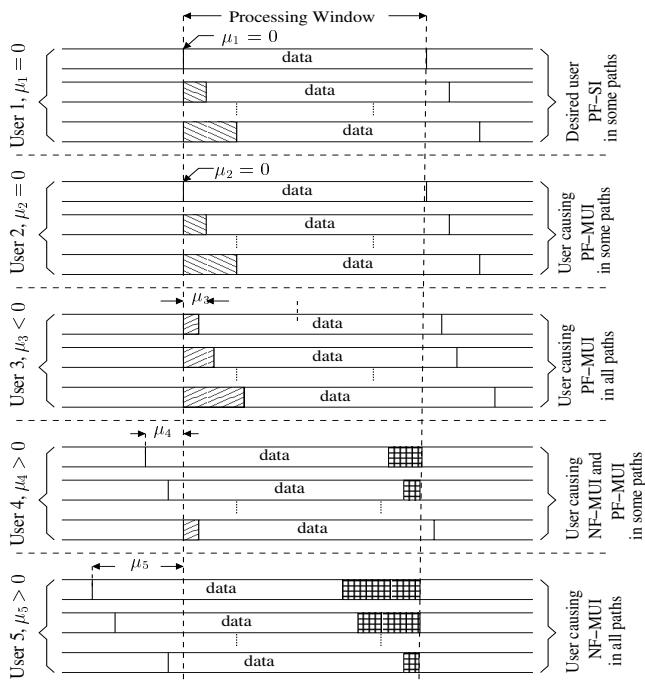 Processing Window
μ₁ = 0
data
data
data
User 1, μ₁ = 0
Desired user
PF−SI
in some paths
μ₂ = 0
data
data
data
User 2, μ₂ = 0
User causing
PF−MUI
in some paths
μ₃
data
data
data
User 3, μ₃ < 0
User causing
PF−MUI
in all paths
μ₄
data
data
data
User 4, μ₄ > 0
User causing
NF−MUI and
PF−MUI
in some paths
μ₅
data
data
data
User 5, μ₅ > 0
User causing
NF−MUI
in all paths